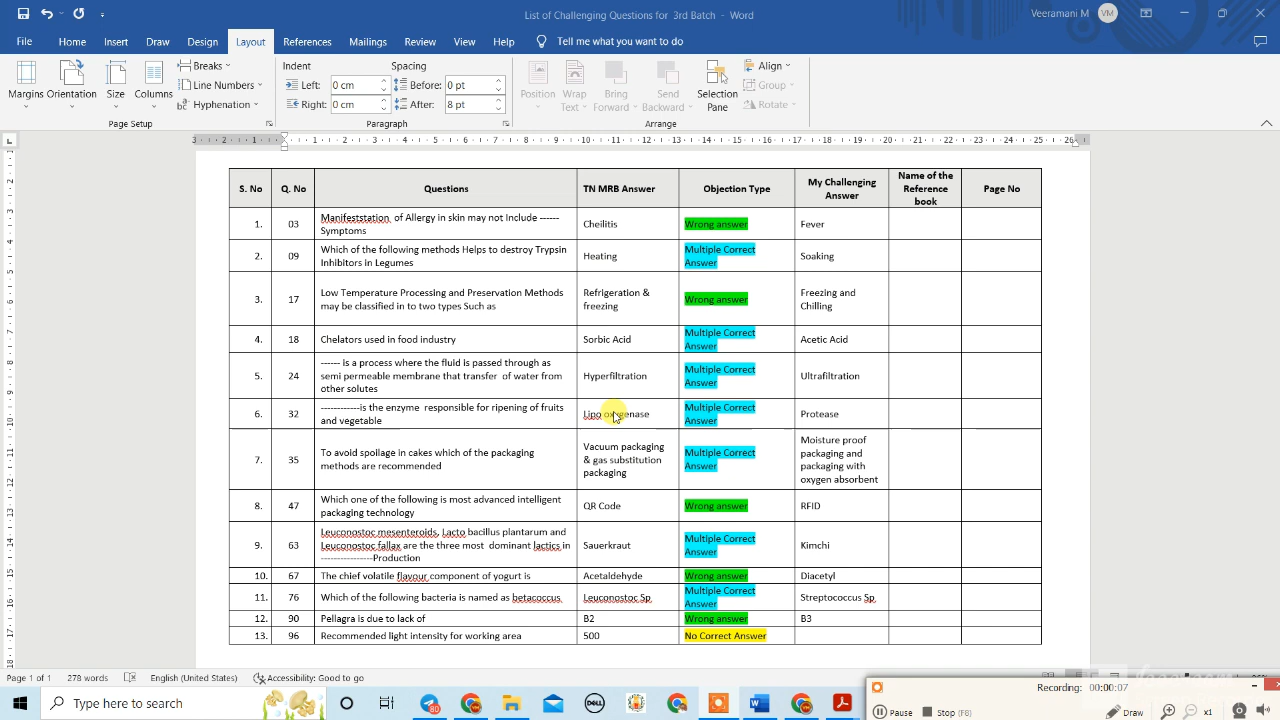 List of Challenging Questions for 3rd Batch - Word
Veeramani M VM
File Home Insert Draw Design Layout References Mailings Review View Help Tell me what you want to do
Margins Orientation Size Columns
Breaks
Line Numbers
Hyphenation
Page Setup
Indent Spacing
Left: 0 cm Before: 0 pt
Right: 0 cm After: 8 pt
Paragraph
Position Wrap Text Bring Forward Send Backward Selection Pane
Align
Group
Rotate
Arrange
S. No Q. No Questions TN MRB Answer Objection Type My Challenging Answer Name of the Reference book Page No
1. 03 Manifeststation of Allergy in skin may not Include ------
Symptoms Cheilitis Wrong answer Fever
2. 09 Which of the following methods Helps to destroy Trypsin
Inhibitors in Legumes Heating Multiple Correct Answer Soaking
3. 17 Low Temperature Processing and Preservation Methods
may be classified in to two types Such as Refrigeration & freezing Wrong answer Freezing and Chilling
4. 18 Chelators used in food industry Sorbic Acid Multiple Correct Answer Acetic Acid
5. 24 ------ is a process where the fluid is passed through as
semi permeable membrane that transfer of water from
other solutes Hyperfiltration Multiple Correct Answer Ultrafiltration
6. 32 ------------is the enzyme responsible for ripening of fruits
and vegetable Lipo oxygenase Multiple Correct Answer Protease
7. 35 To avoid spoilage in cakes which of the packaging
methods are recommended Vacuum packaging & gas substitution packaging Multiple Correct Answer Moisture proof packaging and packaging with oxygen absorbent
8. 47 Which one of the following is most advanced intelligent
packaging technology QR Code Wrong answer RFID
9. 63 Leuconostoc mesenteroids, Lacto bacillus plantarum and
Leuconostoc fallax are the three most dominant lactics in
----------------Production Sauerkraut Multiple Correct Answer Kimchi
10. 67 The chief volatile flavour component of yogurt is Acetaldehyde Wrong answer Diacetyl
11. 76 Which of the following bacteria is named as betacoccus Leuconostoc Sp Multiple Correct Answer Streptococcus Sp
12. 90 Pellagra is due to lack of B2 Wrong answer B3
13. 96 Recommended light intensity for working area 500 No Correct Answer
Page 1 of 1 278 words English (United States) Accessibility: Good to go
Recording: 00:00:07
Type here to search
80
DELL
Pause Stop (F8) Draw x1